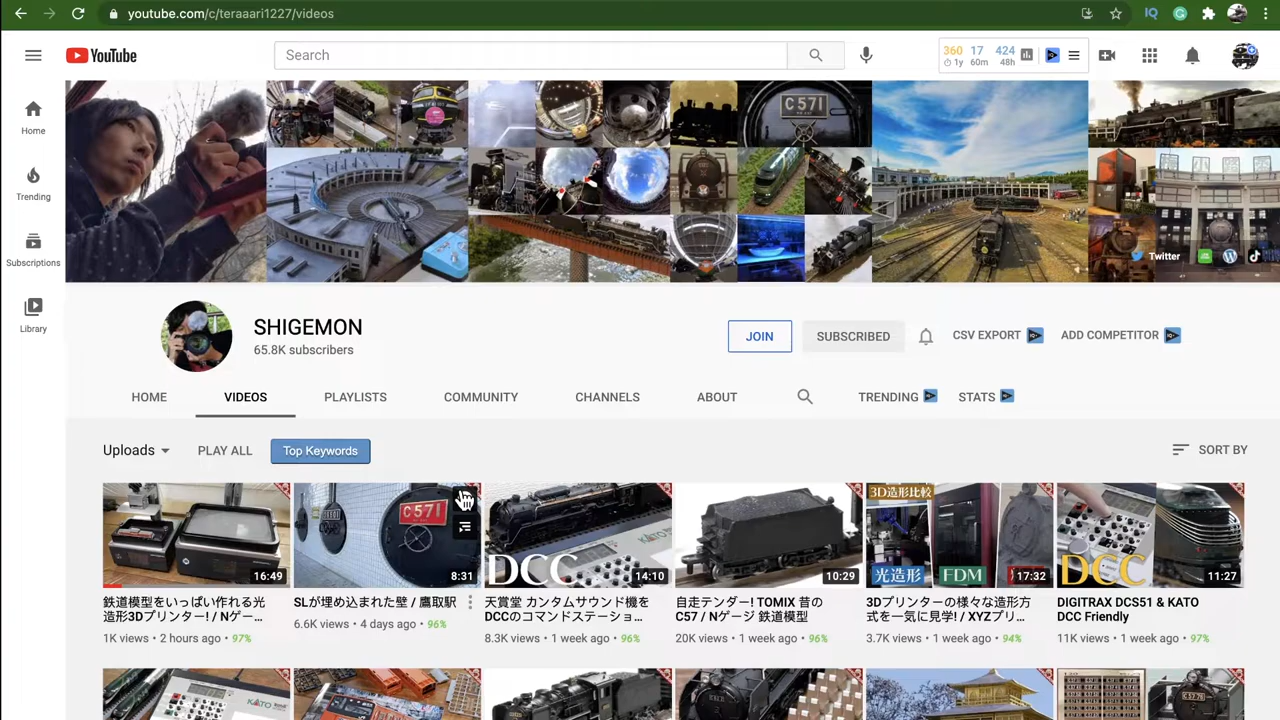 youtube.com/c/teraaari1227/videos
YouTube
Search
360 17 424
1y 60m 48h
Home
Trending
Subscriptions
Library
C571
Twitter
SHIGEMON
65.8K subscribers
JOIN
SUBSCRIBED
CSV EXPORT
ADD COMPETITOR
HOME
VIDEOS
PLAYLISTS
COMMUNITY
CHANNELS
ABOUT
TRENDING
STATS
Uploads
PLAY ALL
Top Keywords
SORT BY
16:49
C571
8:31
DCC
14:10
10:29
3D造形比較
光造形
FDM
17:32
DCC
11:27
鉄道模型をいっぱい作れる光
造形3Dプリンター! / Nゲー...
1K views • 2 hours ago • 97%
SLが埋め込まれた壁 / 鷹取駅
6.6K views • 4 days ago • 96%
天賞堂 カンタムサウンド機を
DCCのコマンドステーショ...
8.3K views • 1 week ago • 96%
自走テンダー! TOMIX 昔の
C57 / Nゲージ 鉄道模型
20K views • 1 week ago • 96%
3Dプリンターの様々な造形方
式を一気に見学! / XYZプリ...
3.7K views • 1 week ago • 94%
DIGITRAX DCS51 & KATO
DCC Friendly
11K views • 1 week ago • 97%